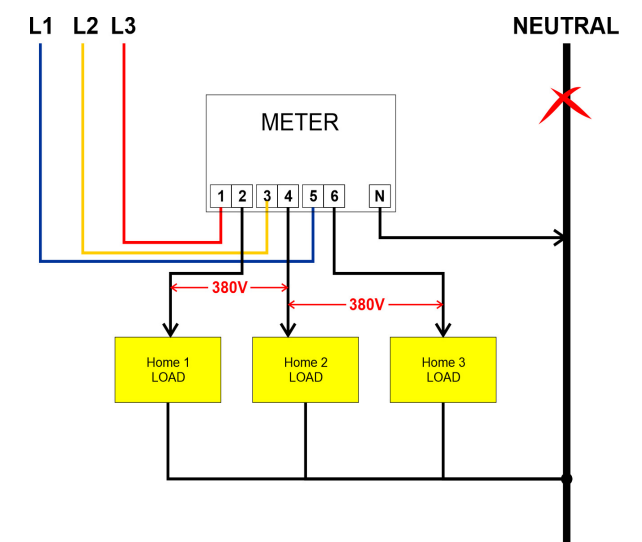 L1 L2 L3 NEUTRAL
METER
1 2 3 4 5 6 N
380V
380V
Home 1
LOAD
Home 2
LOAD
Home 3
LOAD